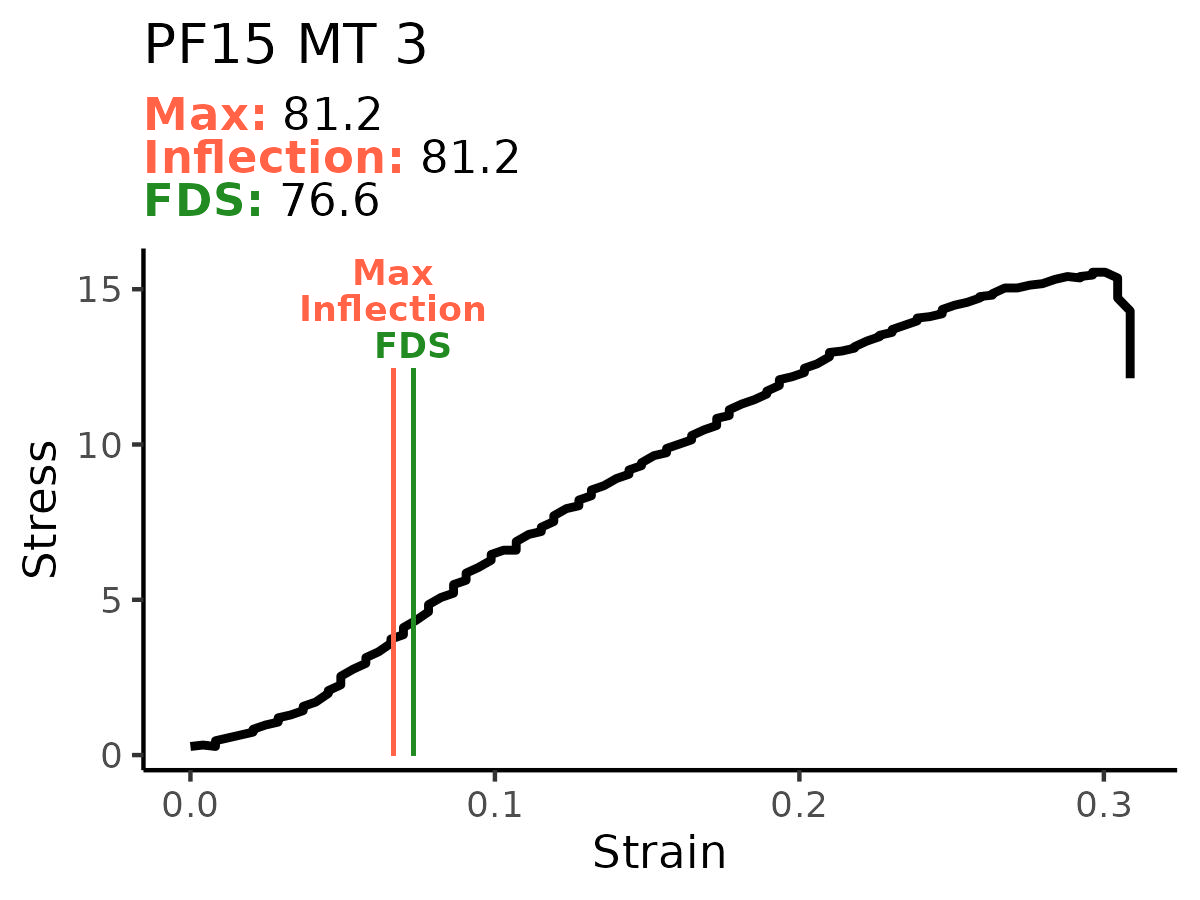 PF15 MT 3
Max: 81.2
Inflection: 81.2
FDS: 76.6
Max
Inflection
FDS
15
10
5
0
Stress
0.0
0.1
0.2
0.3
Strain